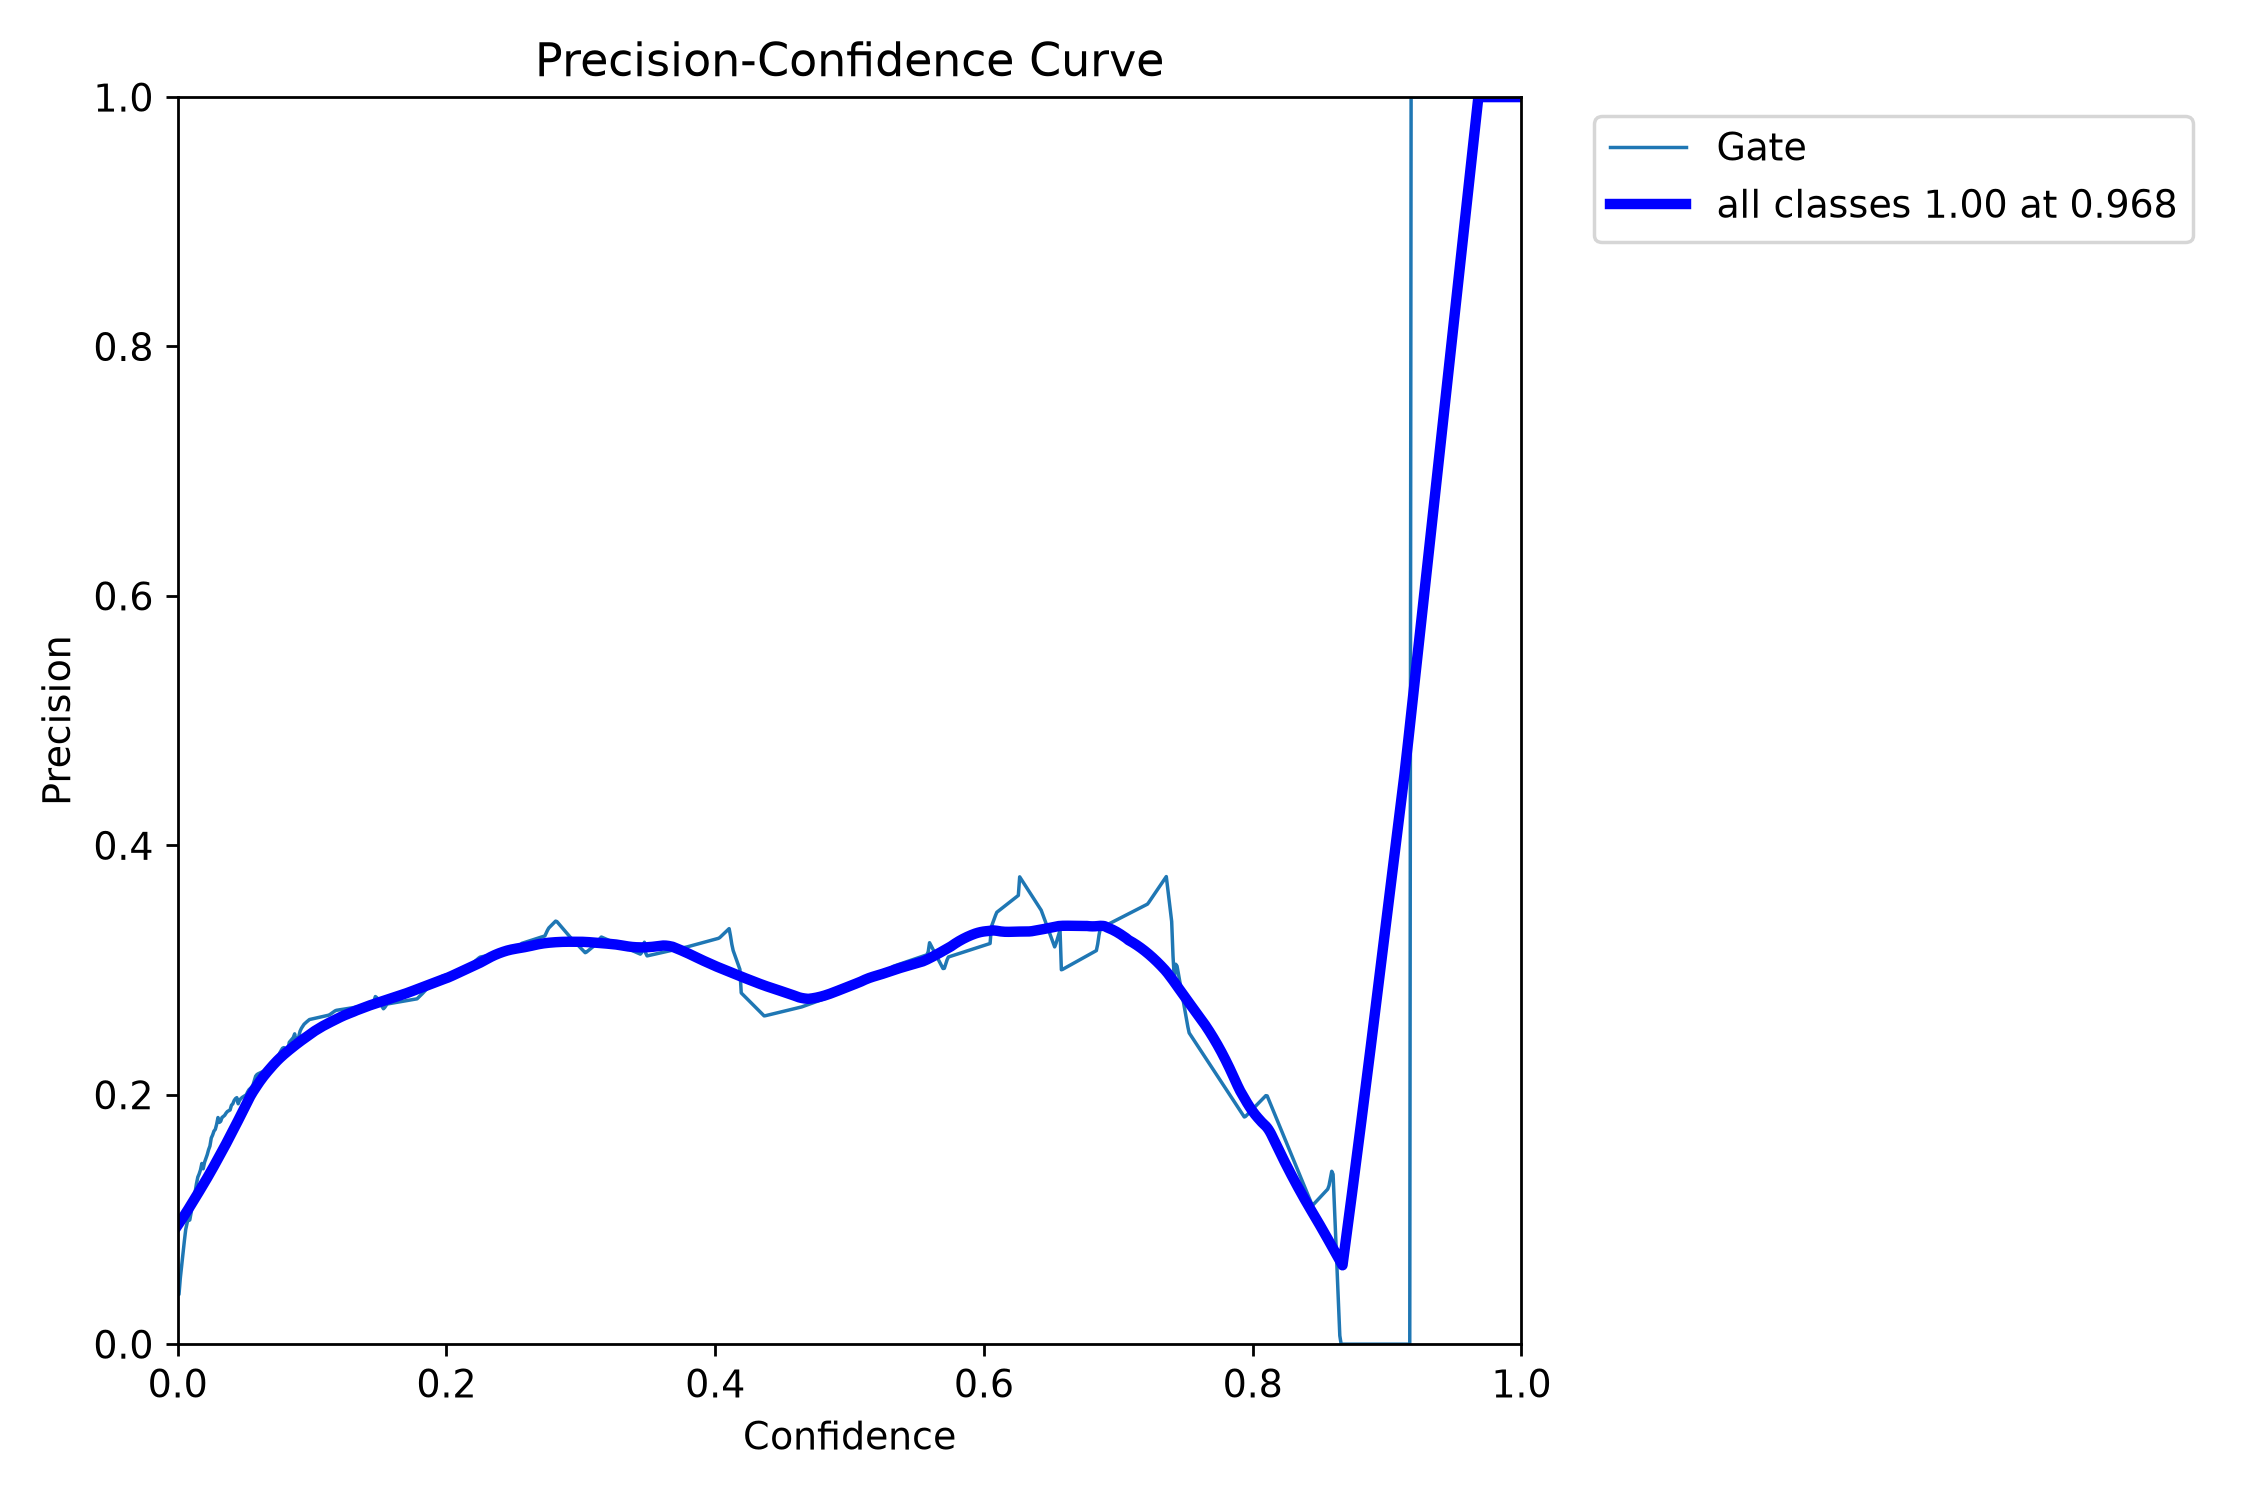 Precision-Confidence Curve
1.0
0.8
0.6
0.4
0.2
0.0
Precision
0.0 0.2 0.4 0.6 0.8 1.0
Confidence
Gate
all classes 1.00 at 0.968